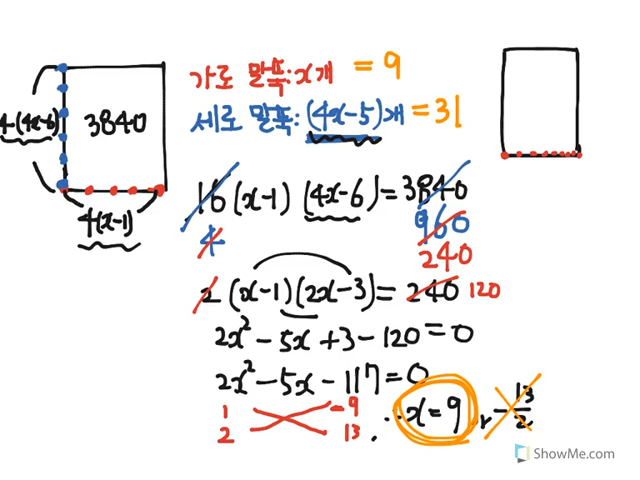 가로 말뚝: x개 = 9
세로 말뚝: (4x-5)개 = 31
4(4x-6)
3840
4(x-1)
16(x-1)(4x-6)=3840
4
960
240
2(x-1)(2x-3)=240 120
2x²-5x+3-120=0
2x²-5x-117=0
1 -9
2 13
∴ x=9, -13/2
ShowMe.com